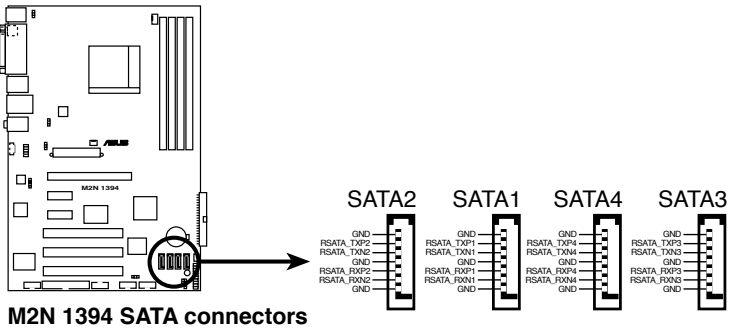 ASUS
M2N 1394
SATA2
GND
RSATA_TXP2
RSATA_TXN2
GND
RSATA_RXP2
RSATA_RXN2
GND
SATA1
GND
RSATA_TXP1
RSATA_TXN1
GND
RSATA_RXP1
RSATA_RXN1
GND
SATA4
GND
RSATA_TXP4
RSATA_TXN4
GND
RSATA_RXP4
RSATA_RXN4
GND
SATA3
GND
RSATA_TXP3
RSATA_TXN3
GND
RSATA_RXP3
RSATA_RXN3
GND
M2N 1394 SATA connectors